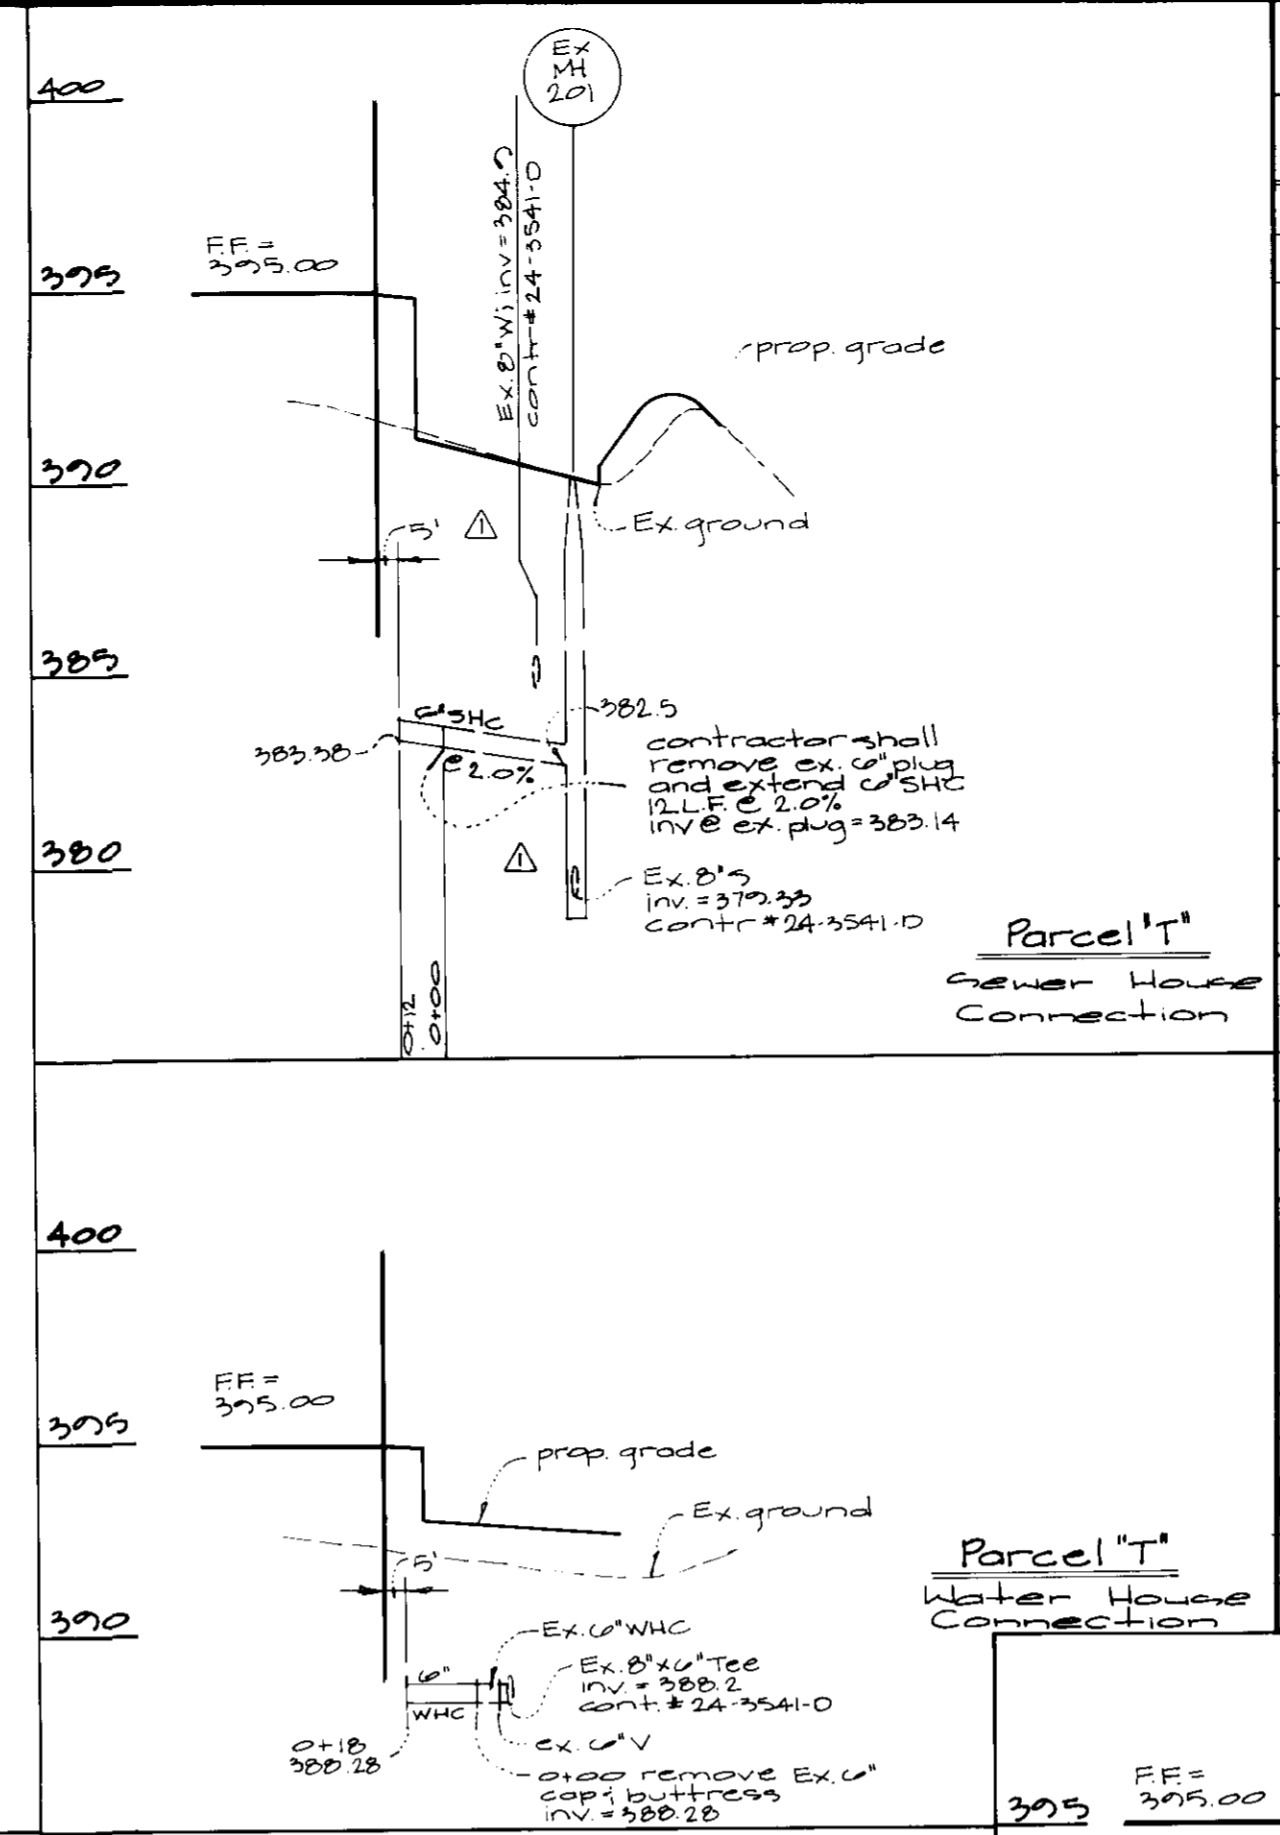 Ex
MH
201
400
Ex. 8" W; inv = 384.9
contr # 24-3541-D
F.F. =
395.00
395
prop. grade
390
Ex. ground
5'
1
385
6" SHC
382.5
383.38
@ 2.0%
contractor shall
remove ex. 6" plug
and extend 6" SHC
12 L.F. @ 2.0%
inv @ ex. plug = 383.14
380
1
Ex. 8" S
inv. = 379.33
contr # 24-3541-D
0+12
0+00
Parcel "T"
Sewer House
Connection
400
F.F. =
395.00
395
prop. grade
Ex. ground
5'
Parcel "T"
Water House
Connection
390
Ex. 6" WHC
6"
WHC
Ex. 8" x 6" Tee
inv. = 388.2
cont. # 24-3541-D
ex. 6" V
0+18
388.28
0+00 remove Ex. 6"
cap & buttress
inv. = 388.28
F.F. =
395.00
395